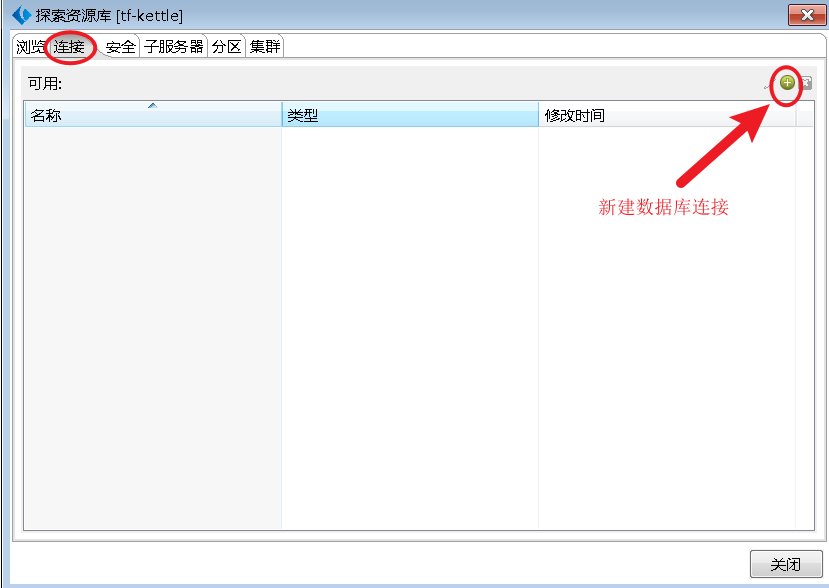 探索资源库 [tf-kettle]
浏览 连接 安全 子服务器 分区 集群
可用:
名称 类型 修改时间
新建数据库连接
关闭